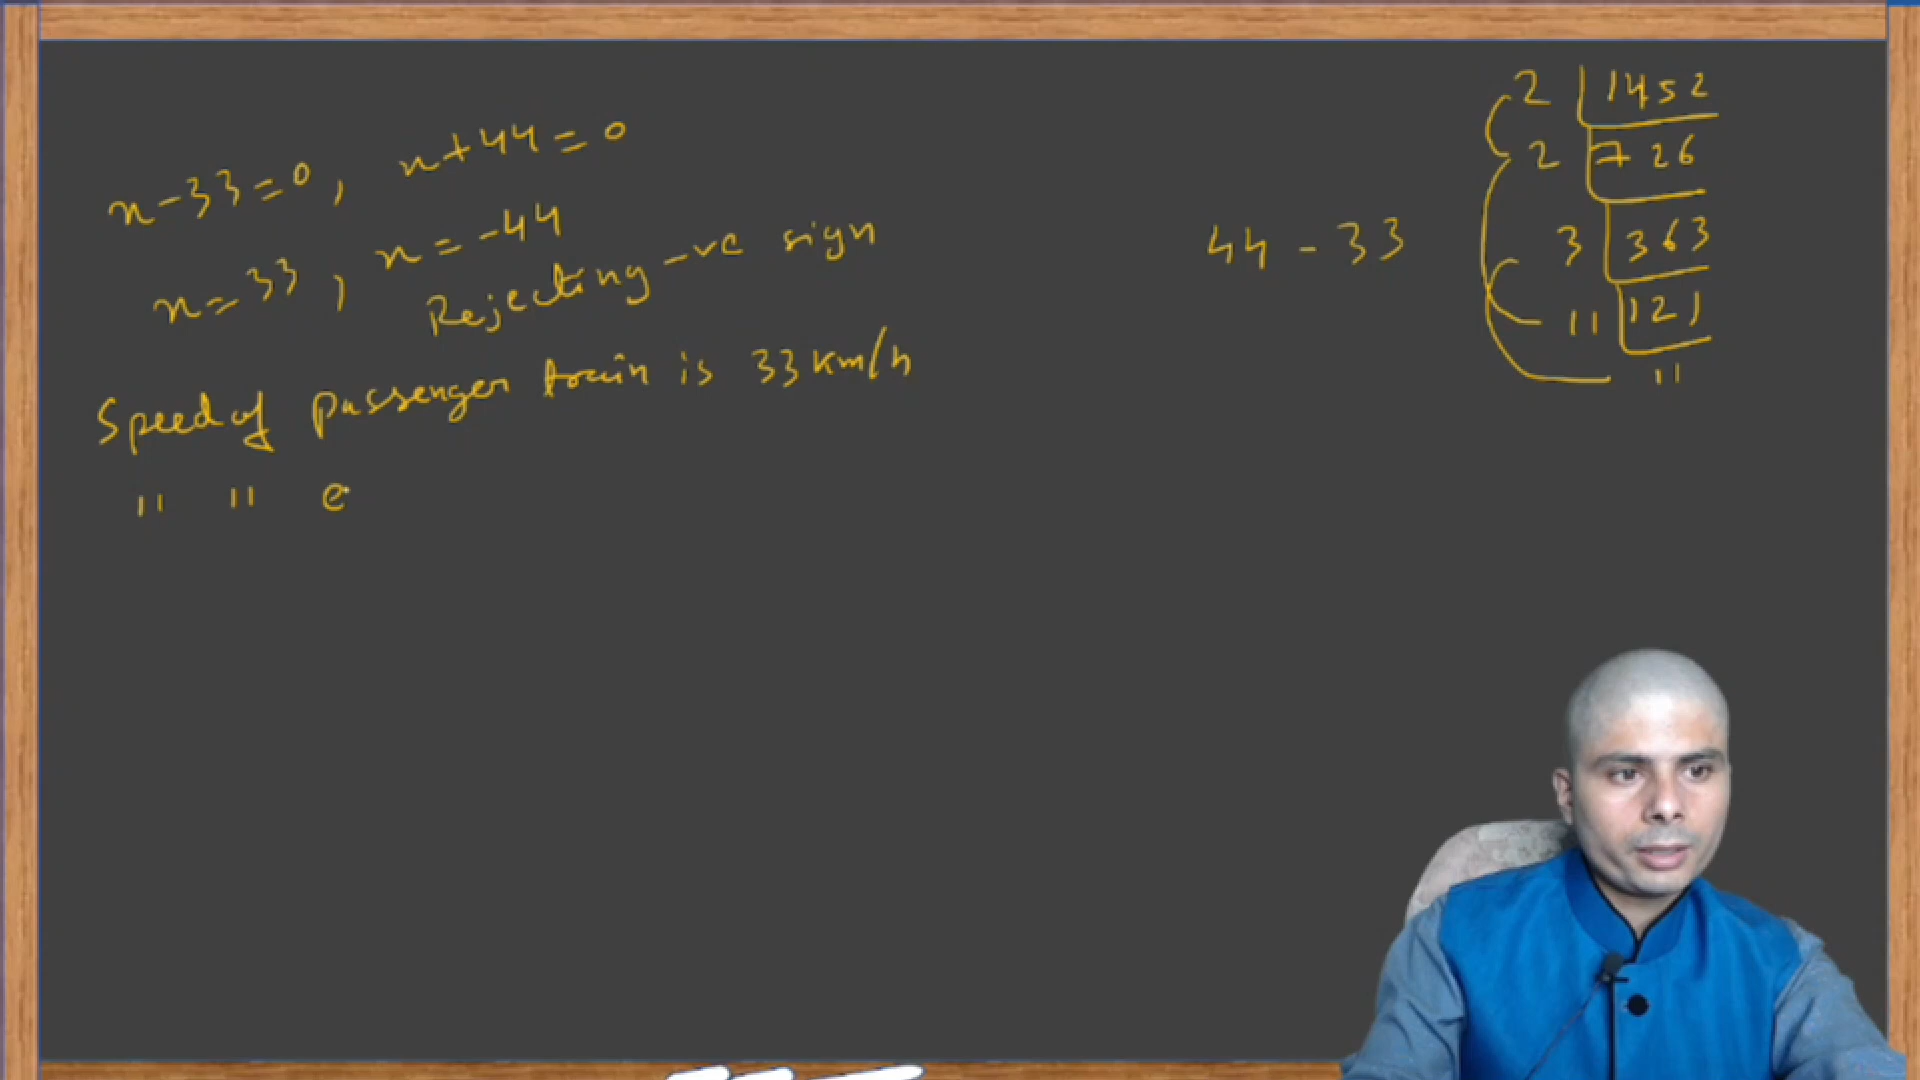 x-33=0, x+44=0
x=33, x=-44
Rejecting -ve sign
Speed of passenger train is 33 km/h
" " e
44 - 33
2 1452
2 726
3 363
11 121
11